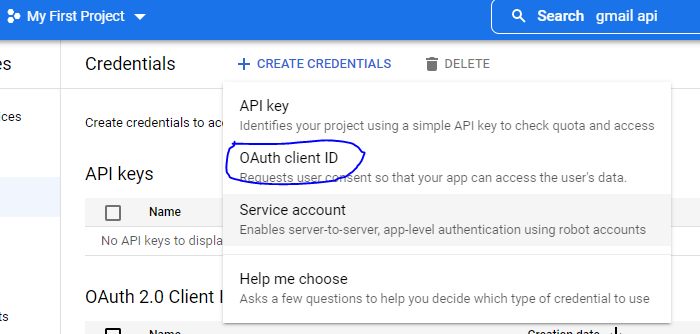 My First Project
Search gmail api
es
Credentials
+ CREATE CREDENTIALS
DELETE
ices
Create credentials to acc
API key
Identifies your project using a simple API key to check quota and access
OAuth client ID
Requests user consent so that your app can access the user's data.
API keys
Name
No API keys to displa
Service account
Enables server-to-server, app-level authentication using robot accounts
Help me choose
Asks a few questions to help you decide which type of credential to use
OAuth 2.0 Client I
ts
Name
Creation date